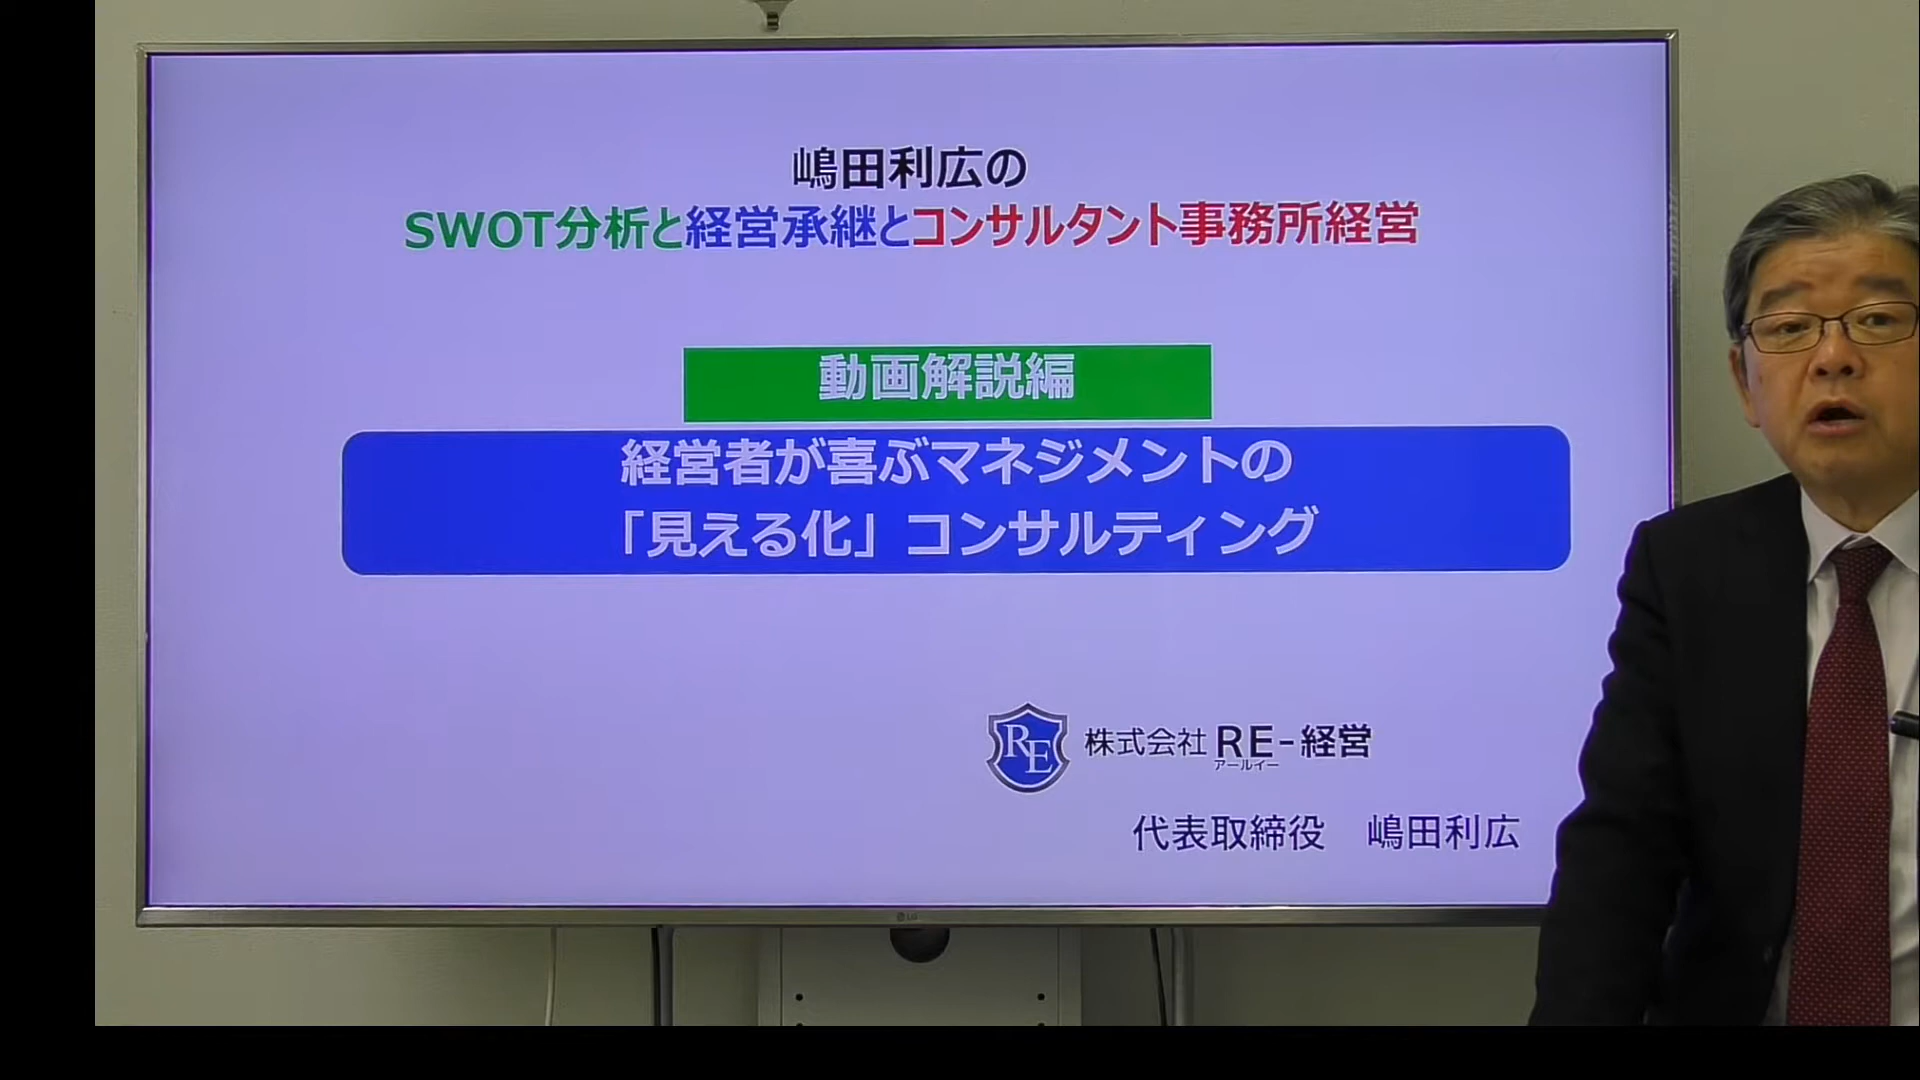 嶋田利広の
SWOT分析と経営承継とコンサルタント事務所経営
動画解説編
経営者が喜ぶマネジメントの
「見える化」コンサルティング
RE
株式会社 RE-経営
アールイー
代表取締役　嶋田利広
LG